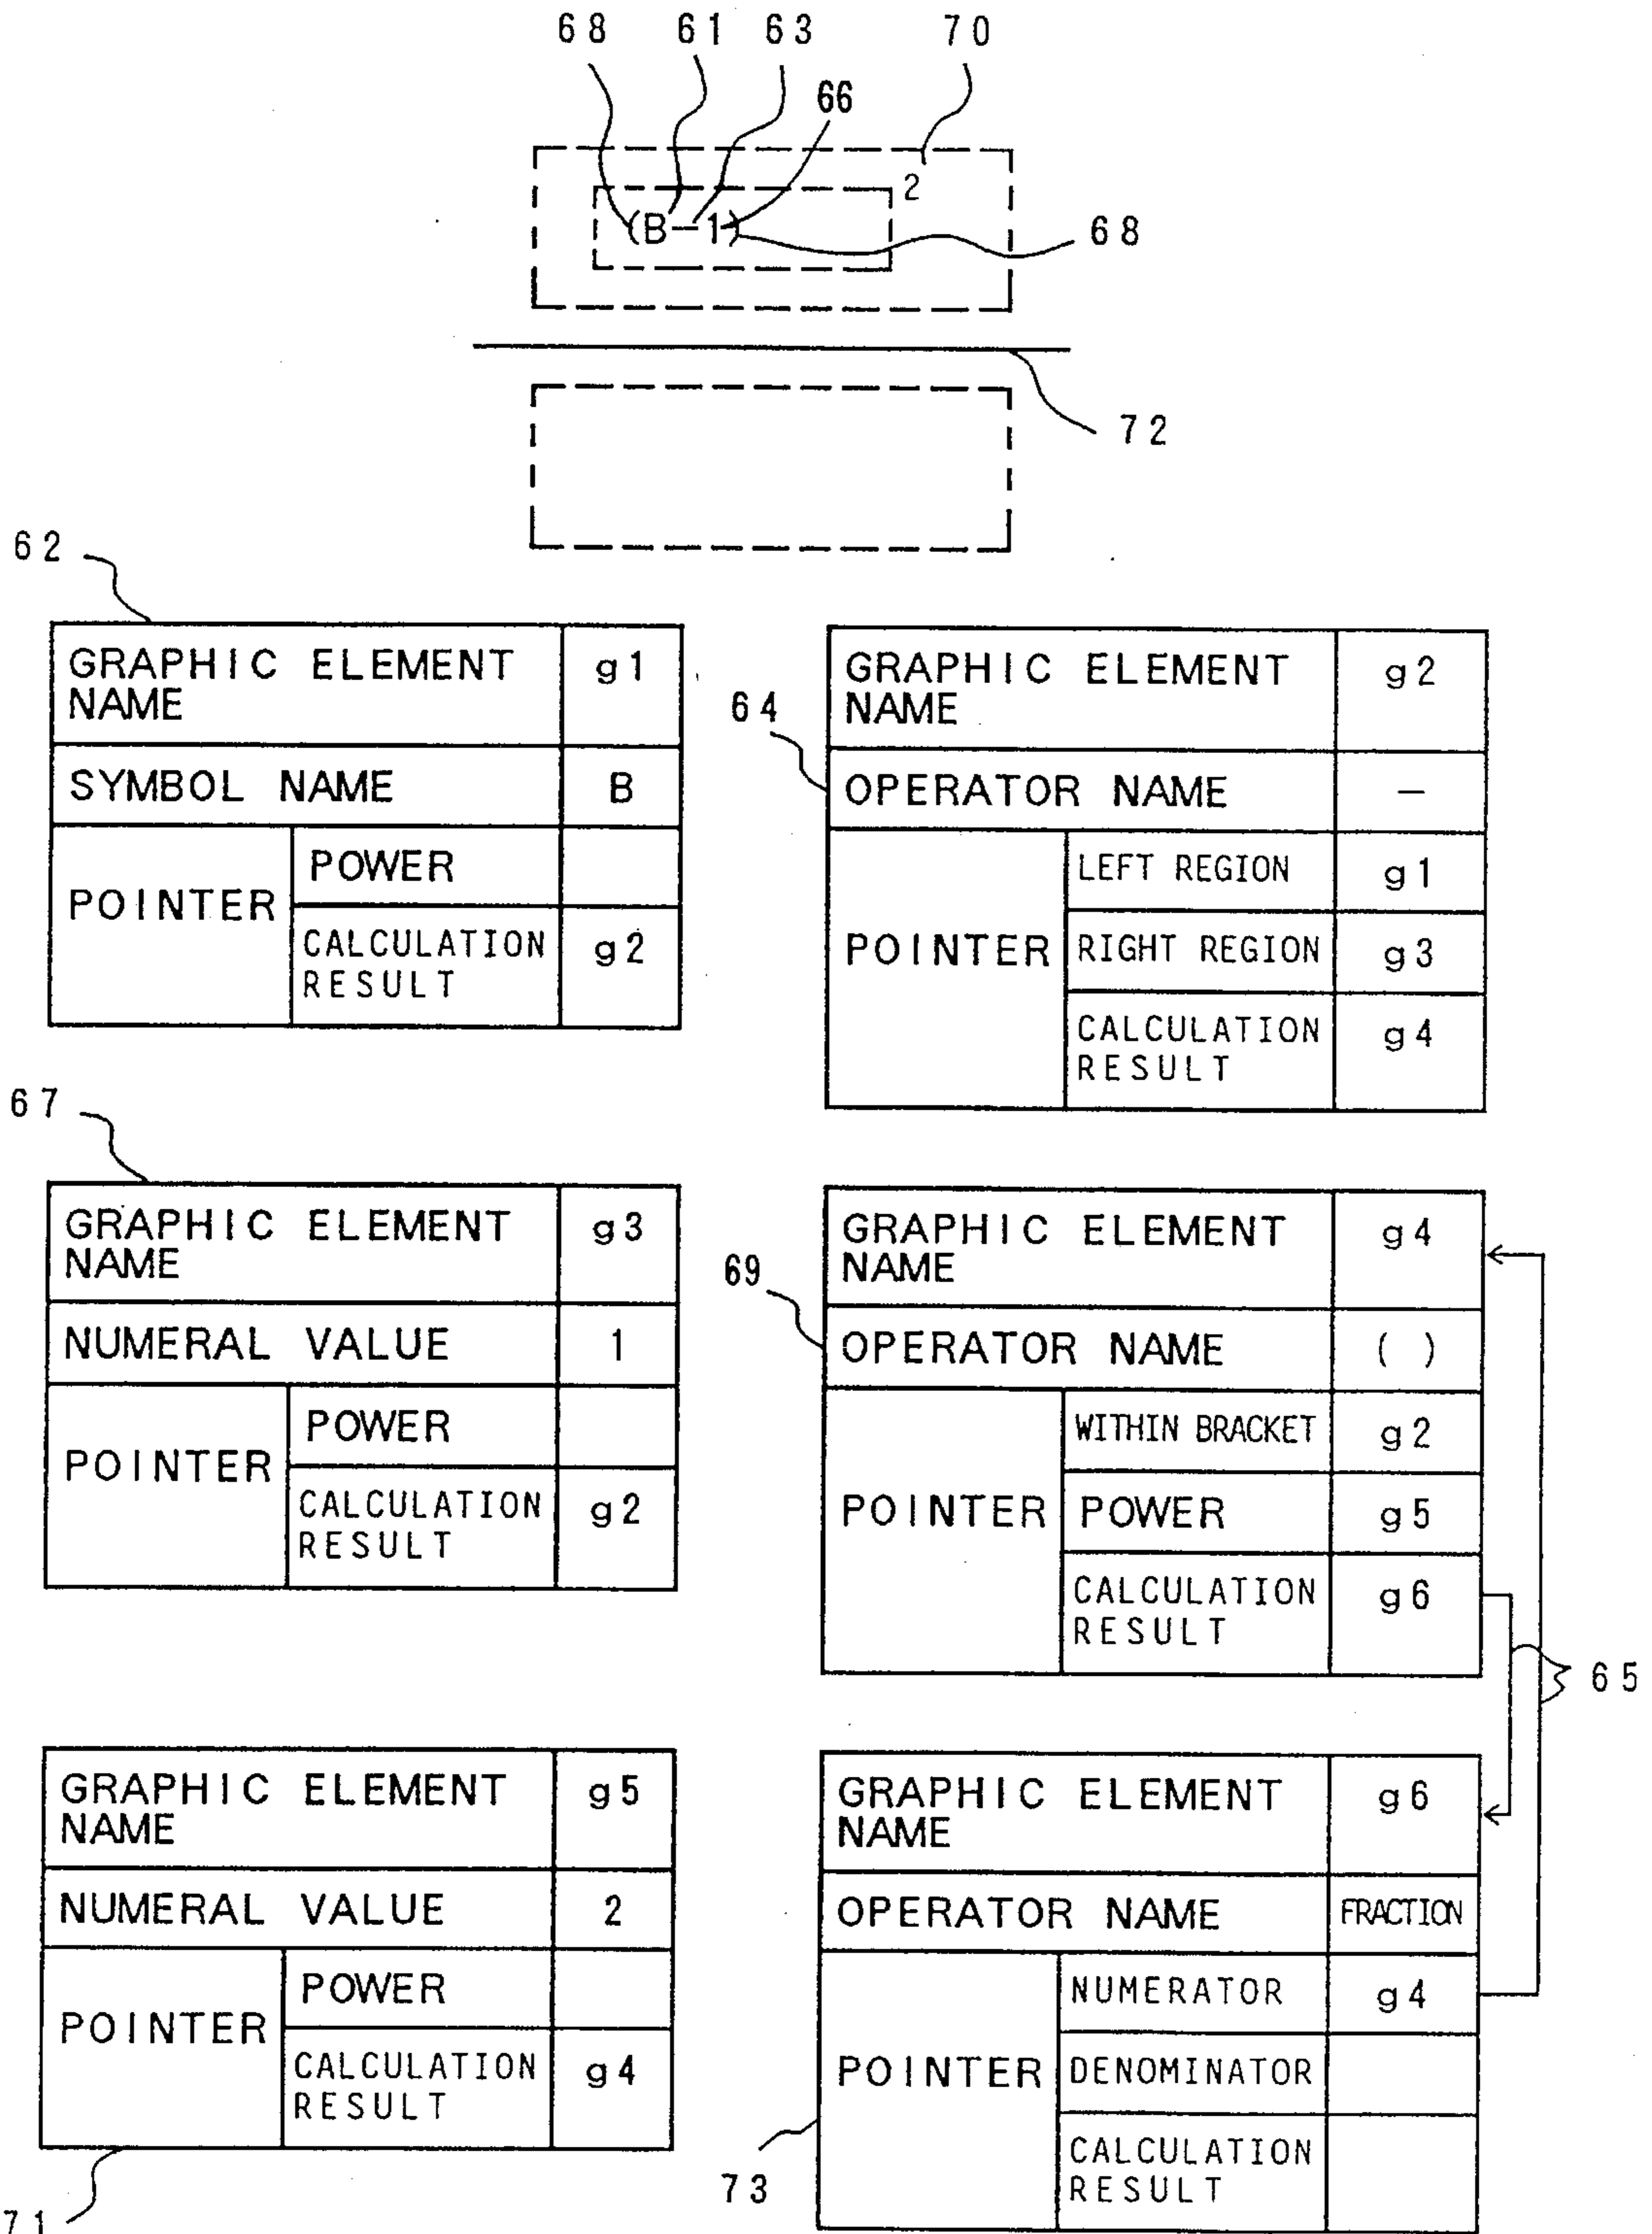 68 61 63 70
66
2
(B-1)
68
72
62
GRAPHIC ELEMENT NAME g1
SYMBOL NAME B
POINTER
POWER
CALCULATION RESULT g2
64
GRAPHIC ELEMENT NAME g2
OPERATOR NAME —
POINTER
LEFT REGION g1
RIGHT REGION g3
CALCULATION RESULT g4
67
GRAPHIC ELEMENT NAME g3
NUMERAL VALUE 1
POINTER
POWER
CALCULATION RESULT g2
69
GRAPHIC ELEMENT NAME g4
OPERATOR NAME ( )
POINTER
WITHIN BRACKET g2
POWER g5
CALCULATION RESULT g6
65
GRAPHIC ELEMENT NAME g5
NUMERAL VALUE 2
POINTER
POWER
CALCULATION RESULT g4
71
GRAPHIC ELEMENT NAME g6
OPERATOR NAME FRACTION
POINTER
NUMERATOR g4
DENOMINATOR
CALCULATION RESULT
73